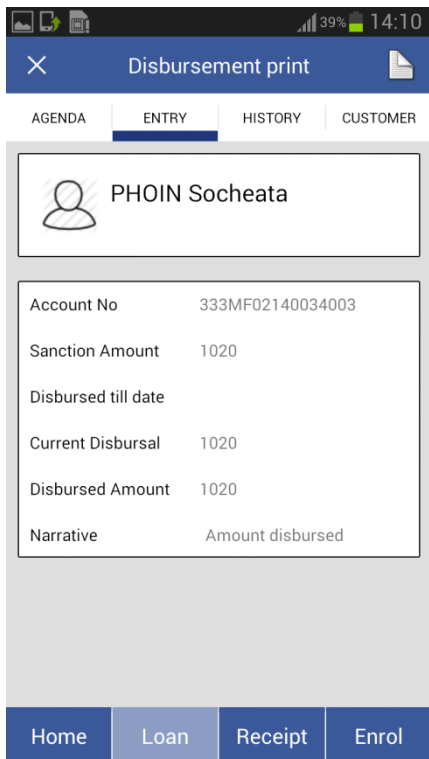 39% 14:10
Disbursement print
AGENDA ENTRY HISTORY CUSTOMER
PHOIN Socheata
Account No 333MF02140034003
Sanction Amount 1020
Disbursed till date
Current Disbursal 1020
Disbursed Amount 1020
Narrative Amount disbursed
Home Loan Receipt Enrol